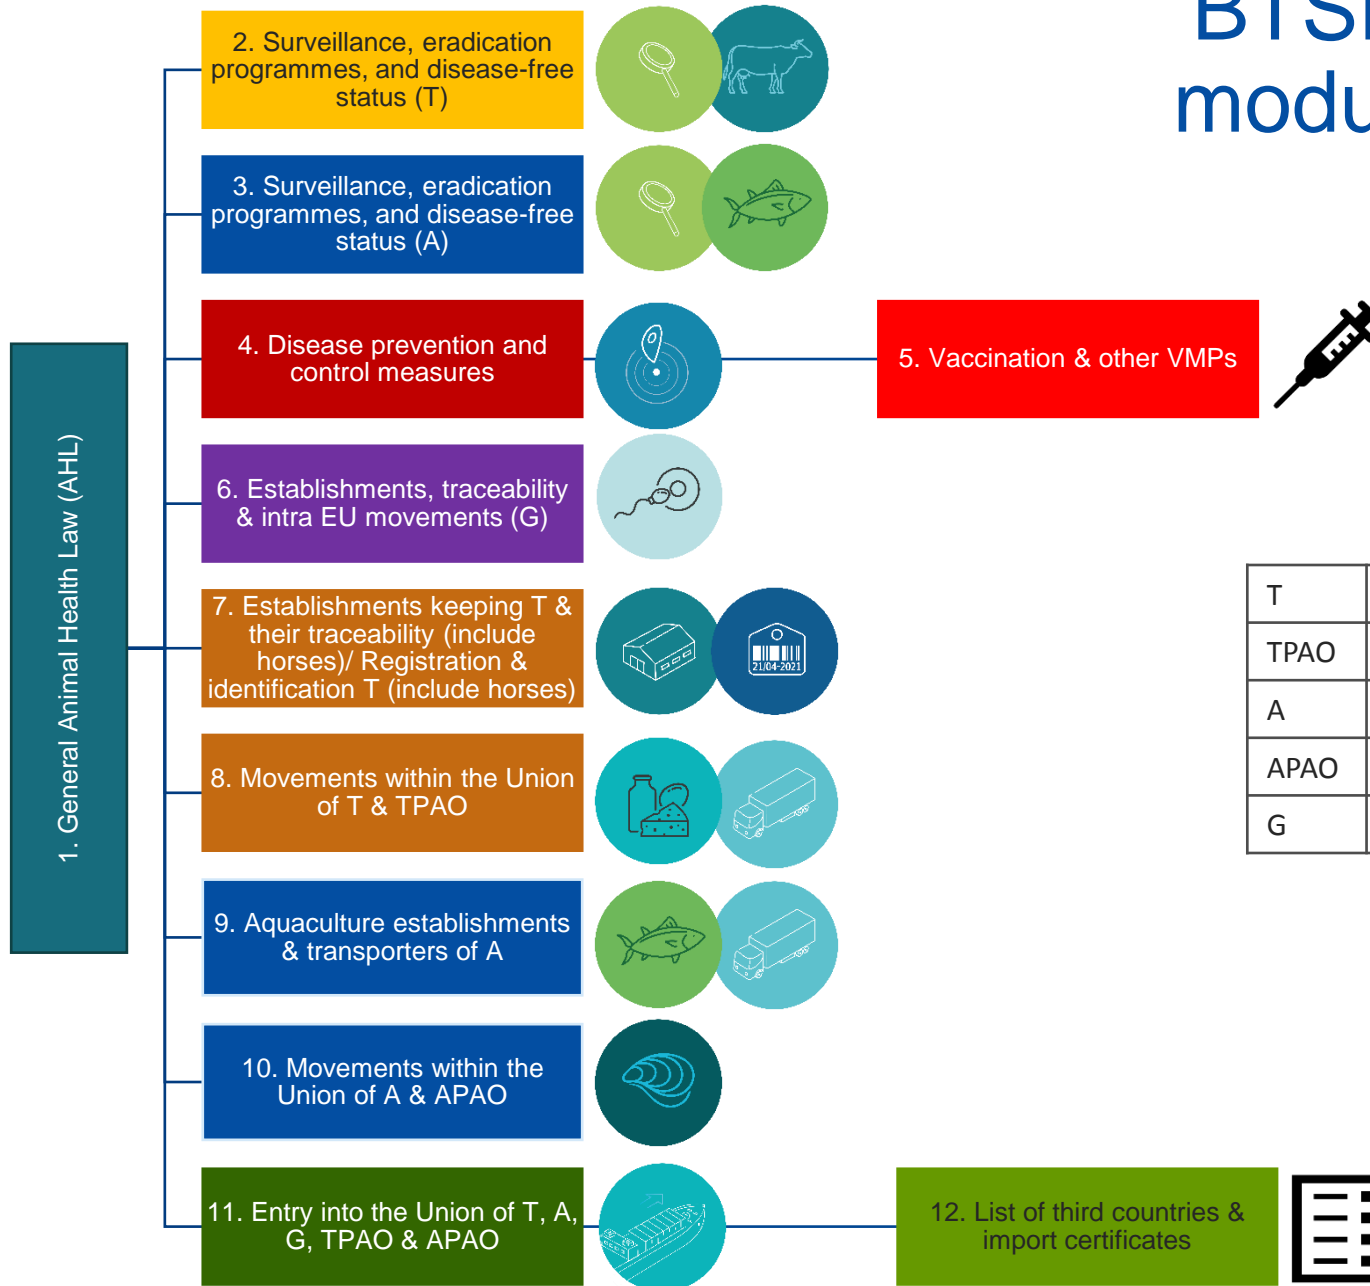 BTS
modu
2. Surveillance, eradication
programmes, and disease-free
status (T)
3. Surveillance, eradication
programmes, and disease-free
status (A)
4. Disease prevention and
control measures
5. Vaccination & other VMPs
1. General Animal Health Law (AHL)
6. Establishments, traceability
& intra EU movements (G)
7. Establishments keeping T &
their traceability (include
horses)/ Registration &
identification T (include horses)
21/04-2021
8. Movements within the Union
of T & TPAO
9. Aquaculture establishments
& transporters of A
10. Movements within the
Union of A & APAO
11. Entry into the Union of T, A,
G, TPAO & APAO
12. List of third countries &
import certificates
T
TPAO
A
APAO
G